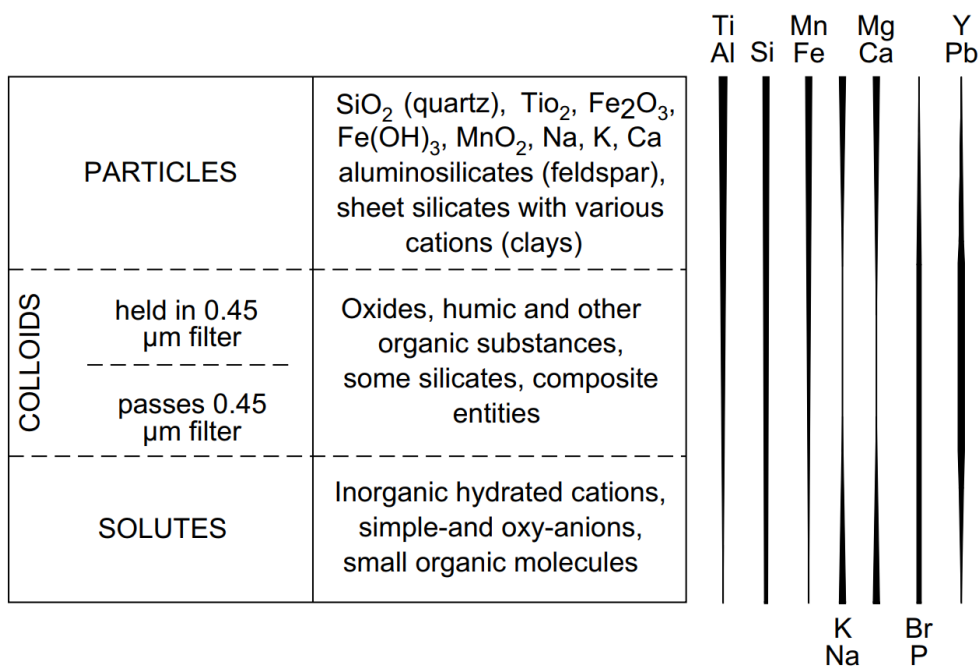 Ti Mn Mg Y
Al Si Fe Ca Pb
PARTICLES
SiO2 (quartz), Tio2, Fe2O3,
Fe(OH)3, MnO2, Na, K, Ca
aluminosilicates (feldspar),
sheet silicates with various
cations (clays)
COLLOIDS
held in 0.45
µm filter
passes 0.45
µm filter
Oxides, humic and other
organic substances,
some silicates, composite
entities
SOLUTES
Inorganic hydrated cations,
simple-and oxy-anions,
small organic molecules
K Br
Na P